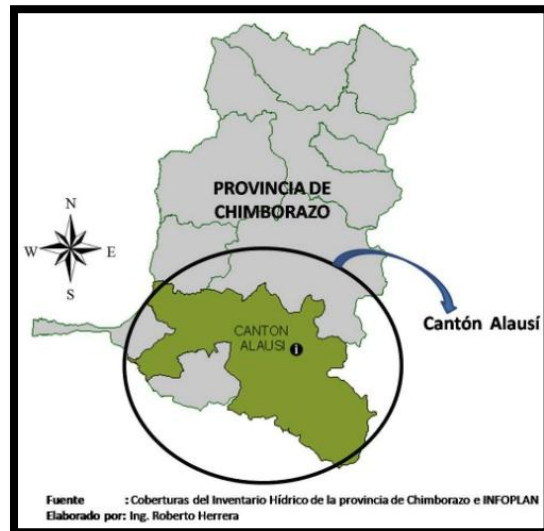 PROVINCIA DE
CHIMBORAZO
N
W E
S
Cantón Alausí
CANTON
ALAUSI
i
Fuente : Coberturas del Inventario Hídrico de la provincia de Chimborazo e INFOPLAN
Elaborado por: Ing. Roberto Herrera